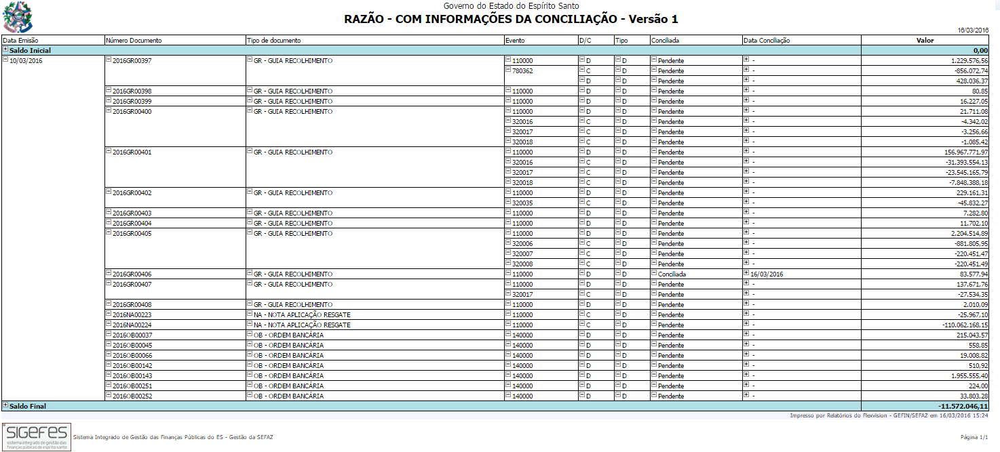 Governo do Estado do Espírito Santo
RAZÃO - COM INFORMAÇÕES DA CONCILIAÇÃO - Versão 1
16/03/2016
Data Emisão Número Documento Tipo de documento Evento D/C Tipo Conciliada Data Conciliação Valor
Saldo Inicial 0,00
10/03/2016 2016GR00397 GR - GUIA RECOLHIMENTO 110000 D D Pendente - 1.229.576,56
780362 C D Pendente - -856.072,74
D D Pendente - 428.036,37
2016GR00398 GR - GUIA RECOLHIMENTO 110000 D D Pendente - 80,85
2016GR00399 GR - GUIA RECOLHIMENTO 110000 D D Pendente - 16.227,05
2016GR00400 GR - GUIA RECOLHIMENTO 110000 D D Pendente - 21.711,08
320016 C D Pendente - -4.342,02
320017 C D Pendente - -3.256,66
320018 C D Pendente - -1.085,42
2016GR00401 GR - GUIA RECOLHIMENTO 110000 D D Pendente - 156.967.771,97
320016 C D Pendente - -31.393.554,13
320017 C D Pendente - -23.545.165,79
320018 C D Pendente - -7.848.388,18
2016GR00402 GR - GUIA RECOLHIMENTO 110000 D D Pendente - 229.161,31
320035 C D Pendente - -45.832,27
2016GR00403 GR - GUIA RECOLHIMENTO 110000 D D Pendente - 7.282,80
2016GR00404 GR - GUIA RECOLHIMENTO 110000 D D Pendente - 11.702,10
2016GR00405 GR - GUIA RECOLHIMENTO 110000 D D Pendente - 2.204.514,89
320006 C D Pendente - -881.805,95
320007 C D Pendente - -220.451,47
320008 C D Pendente - -220.451,49
2016GR00406 GR - GUIA RECOLHIMENTO 110000 D D Conciliada 16/03/2016 83.577,94
2016GR00407 GR - GUIA RECOLHIMENTO 110000 D D Pendente - 137.671,76
320017 C D Pendente - -27.534,35
2016GR00408 GR - GUIA RECOLHIMENTO 110000 D D Pendente - 2.010,09
2016NA00223 NA - NOTA APLICAÇÃO RESGATE 110000 C D Pendente - -25.967,10
2016NA00224 NA - NOTA APLICAÇÃO RESGATE 110000 C D Pendente - -110.062.168,15
2016OB00037 OB - ORDEM BANCÁRIA 140000 D D Pendente - 215.043,57
2016OB00045 OB - ORDEM BANCÁRIA 140000 D D Pendente - 558,85
2016OB00066 OB - ORDEM BANCÁRIA 140000 D D Pendente - 19.008,82
2016OB00142 OB - ORDEM BANCÁRIA 140000 D D Pendente - 510,92
2016OB00143 OB - ORDEM BANCÁRIA 140000 D D Pendente - 1.955.555,40
2016OB00251 OB - ORDEM BANCÁRIA 140000 D D Pendente - 224,00
2016OB00252 OB - ORDEM BANCÁRIA 140000 D D Pendente - 33.803,28
Saldo Final -11.572.046,11
Impresso por Relatórios do Flexvision - GEFIN/SEFAZ em 16/03/2016 15:24
SIGEFES
sistema integrado de gestão das
finanças públicas do espírito santo
Sistema Integrado de Gestão das Finanças Públicas do ES - Gestão da SEFAZ
Página 1/1